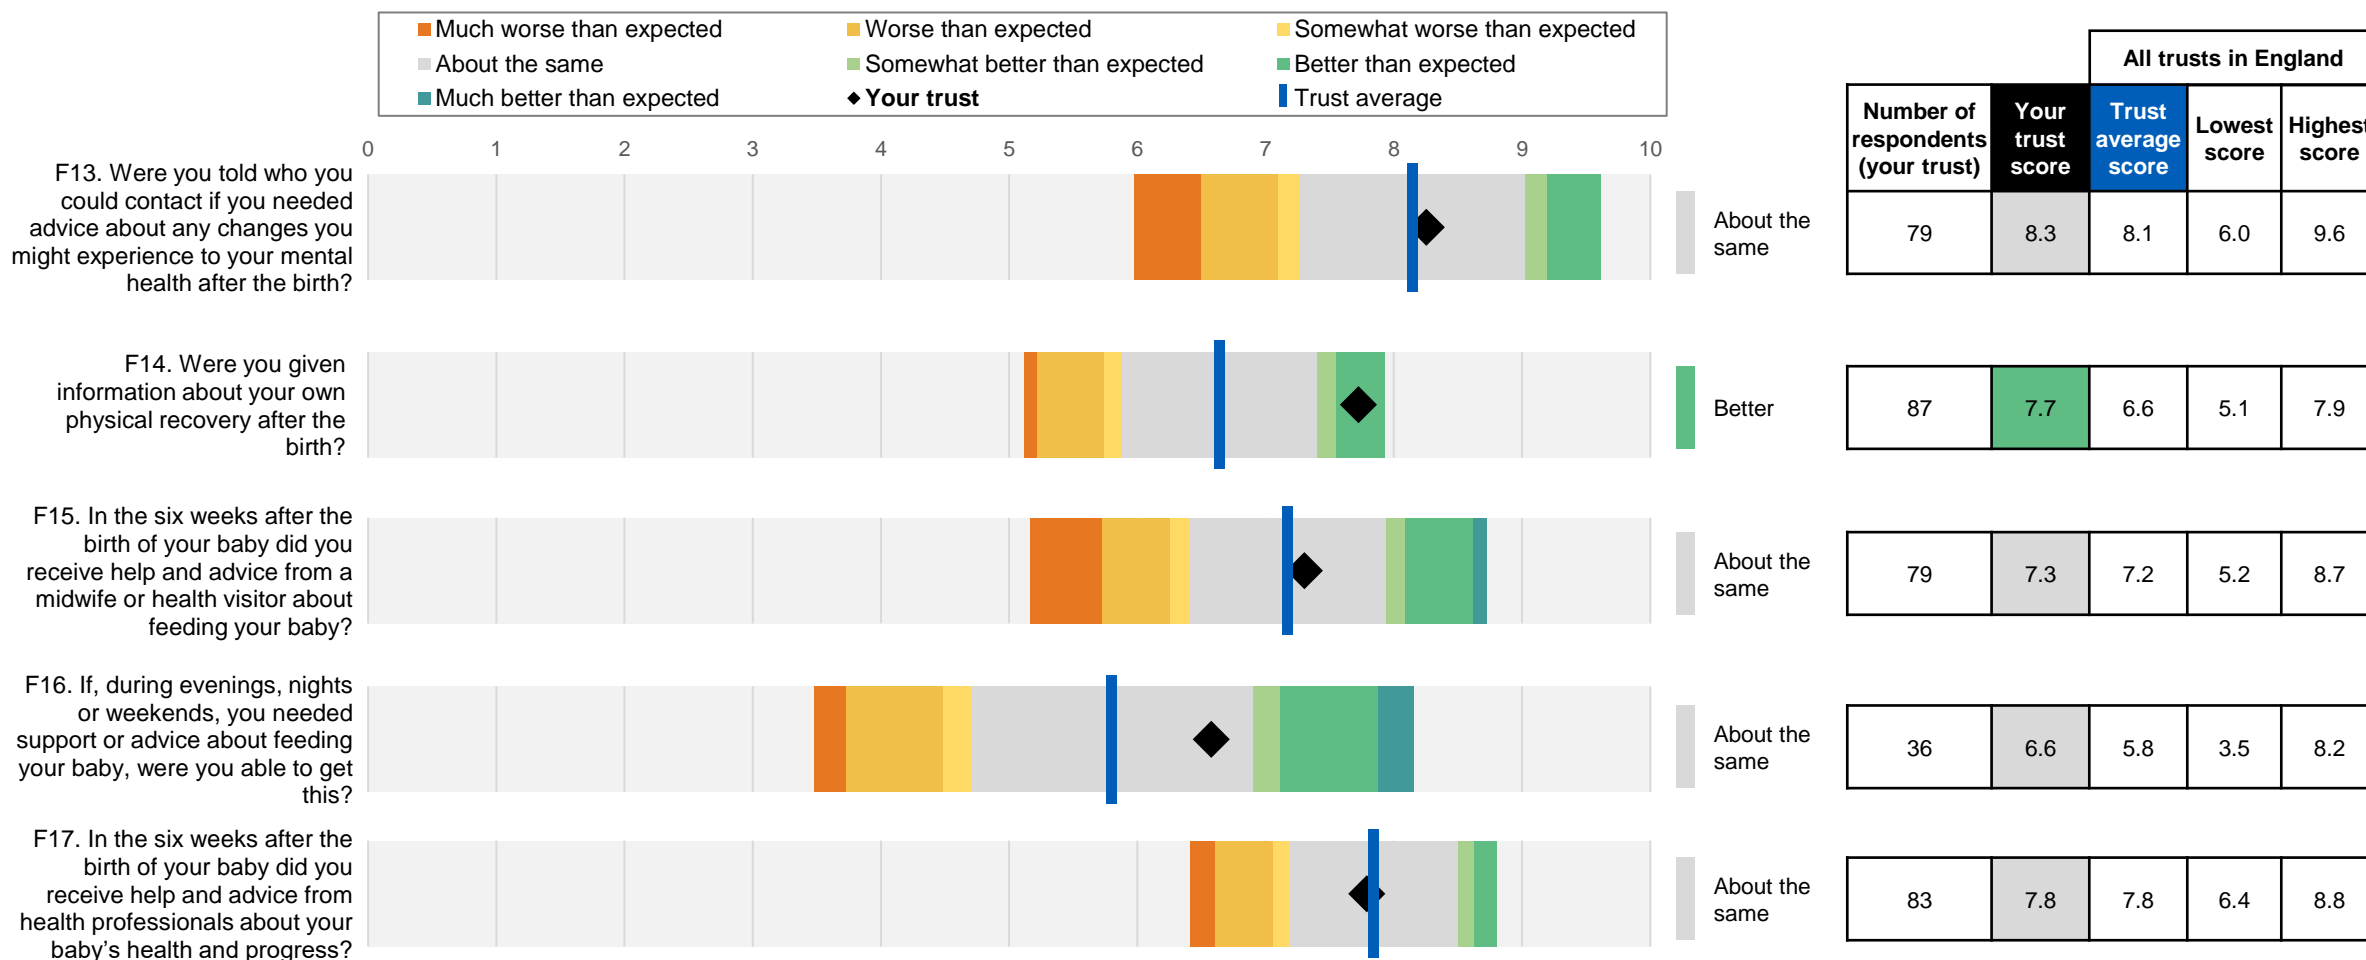 Much worse than expected
Worse than expected
Somewhat worse than expected
About the same
Somewhat better than expected
Better than expected
Much better than expected
Your trust
Trust average
All trusts in England
Number of
respondents
(your trust)
Your
trust
score
Trust
average
score
Lowest
score
Highest
score
0 1 2 3 4 5 6 7 8 9 10
F13. Were you told who you
could contact if you needed
advice about any changes you
might experience to your mental
health after the birth?
About the
same
79 8.3 8.1 6.0 9.6
F14. Were you given
information about your own
physical recovery after the
birth?
Better
87 7.7 6.6 5.1 7.9
F15. In the six weeks after the
birth of your baby did you
receive help and advice from a
midwife or health visitor about
feeding your baby?
About the
same
79 7.3 7.2 5.2 8.7
F16. If, during evenings, nights
or weekends, you needed
support or advice about feeding
your baby, were you able to get
this?
About the
same
36 6.6 5.8 3.5 8.2
F17. In the six weeks after the
birth of your baby did you
receive help and advice from
health professionals about your
baby’s health and progress?
About the
same
83 7.8 7.8 6.4 8.8